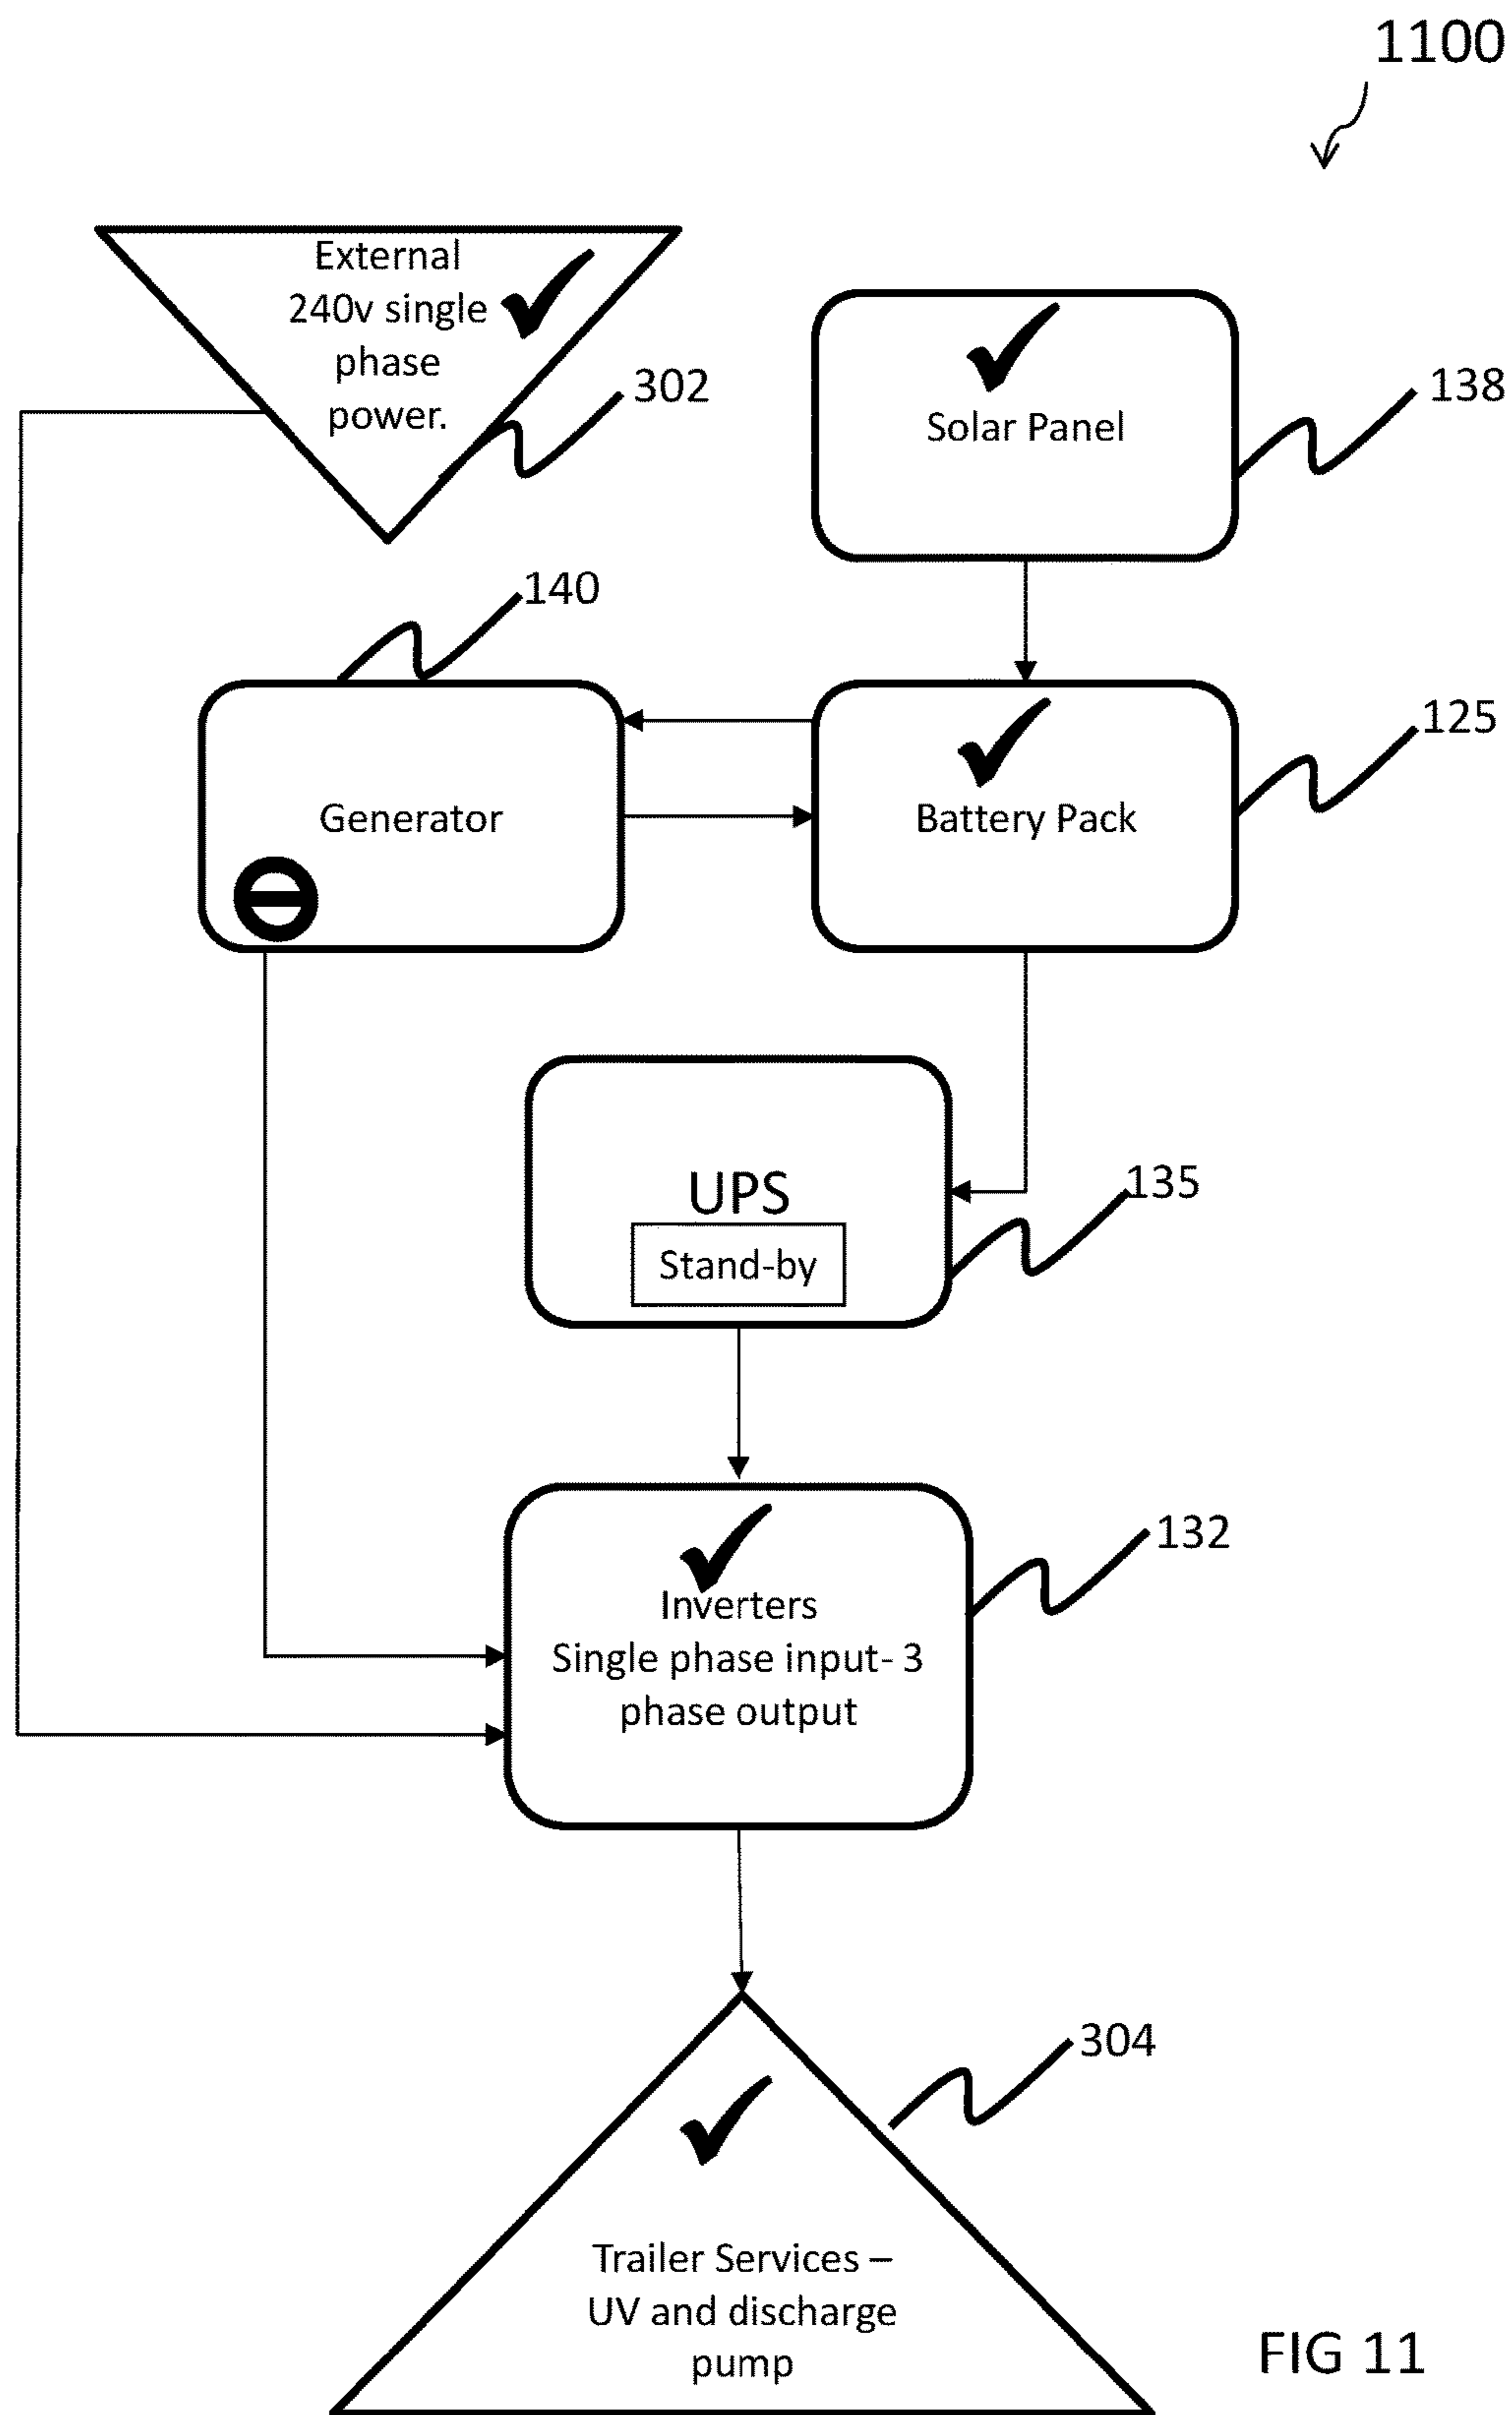 1100
External
240v single
phase
power.
302
Solar Panel
138
140
Generator
Battery Pack
125
UPS
Stand-by
135
Inverters
Single phase input- 3
phase output
132
304
Trailer Services –
UV and discharge
pump
FIG 11